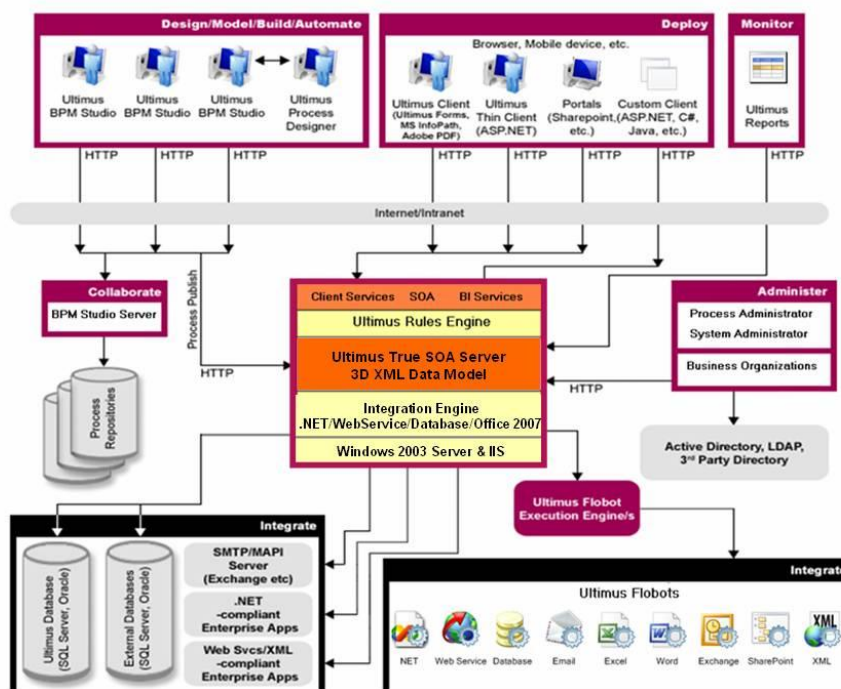 Design/Model/Build/Automate
Ultimus
BPM Studio
Ultimus
BPM Studio
Ultimus
BPM Studio
Ultimus
Process
Designer
Deploy
Browser, Mobile device, etc.
Ultimus Client
(Ultimus Forms,
MS InfoPath,
Adobe PDF)
Ultimus
Thin Client
(ASP.NET)
Portals
(Sharepoint,
etc.)
Custom Client
(ASP.NET, C#,
Java, etc.)
Monitor
Ultimus
Reports
HTTP
HTTP
HTTP
HTTP
HTTP
HTTP
HTTP
HTTP
Internet/Intranet
Collaborate
BPM Studio Server
Process
Repositories
Process Publish
HTTP
Client Services SOA BI Services
Ultimus Rules Engine
Ultimus True SOA Server
3D XML Data Model
Integration Engine
.NET/WebService/Database/Office 2007
Windows 2003 Server & IIS
Administer
Process Administrator
System Administrator
Business Organizations
HTTP
Active Directory, LDAP,
3rd Party Directory
Ultimus Flobot
Execution Engine/s
Integrate
Ultimus Database
(SQL Server, Oracle)
External Databases
(SQL Server, Oracle)
SMTP/MAPI
Server
(Exchange etc)
.NET
-compliant
Enterprise Apps
Web Svcs/XML
-compliant
Enterprise Apps
Integrate
Ultimus Flobots
XML
NET Web Service Database Email Excel Word Exchange SharePoint XML